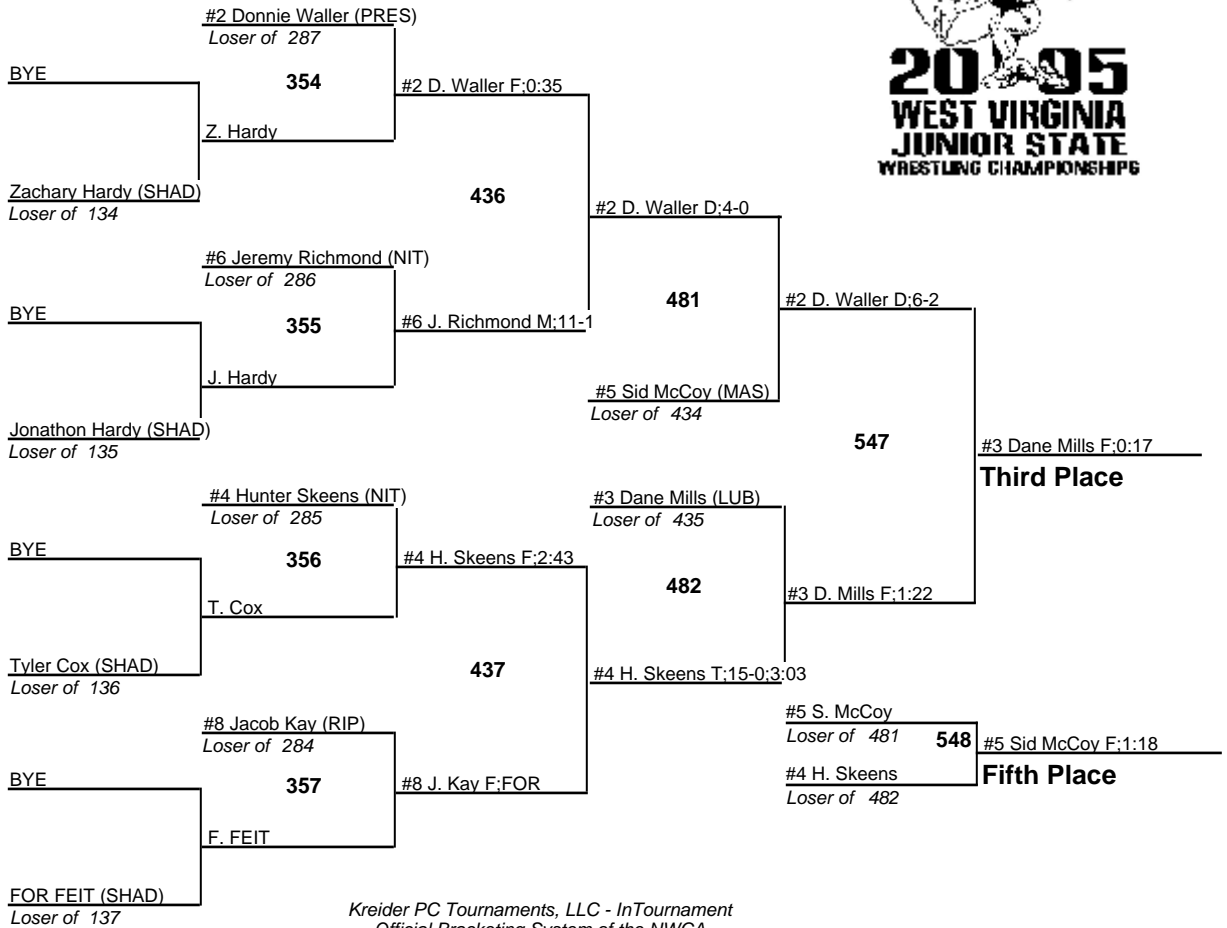 #2 Donnie Waller (PRES)
Loser of 287
BYE
354
#2 D. Waller F;0:35
Z. Hardy
Zachary Hardy (SHAD)
Loser of 134
436
#2 D. Waller D;4-0
#6 Jeremy Richmond (NIT)
Loser of 286
BYE
355
#6 J. Richmond M;11-1
J. Hardy
Jonathon Hardy (SHAD)
Loser of 135
481
#2 D. Waller D;6-2
#5 Sid McCoy (MAS)
Loser of 434
547
#3 Dane Mills F;0:17
Third Place
#4 Hunter Skeens (NIT)
Loser of 285
BYE
356
#4 H. Skeens F;2:43
T. Cox
Tyler Cox (SHAD)
Loser of 136
#3 Dane Mills (LUB)
Loser of 435
482
#3 D. Mills F;1:22
437
#4 H. Skeens T;15-0;3:03
#8 Jacob Kay (RIP)
Loser of 284
BYE
357
#8 J. Kay F;FOR
F. FEIT
FOR FEIT (SHAD)
Loser of 137
#5 S. McCoy
Loser of 481
548
#5 Sid McCoy F;1:18
#4 H. Skeens
Loser of 482
Fifth Place
20 05
WEST VIRGINIA
JUNIOR STATE
WRESTLING CHAMPIONSHIPS
Kreider PC Tournaments, LLC - InTournament
Official Bracketing System of the NWCA